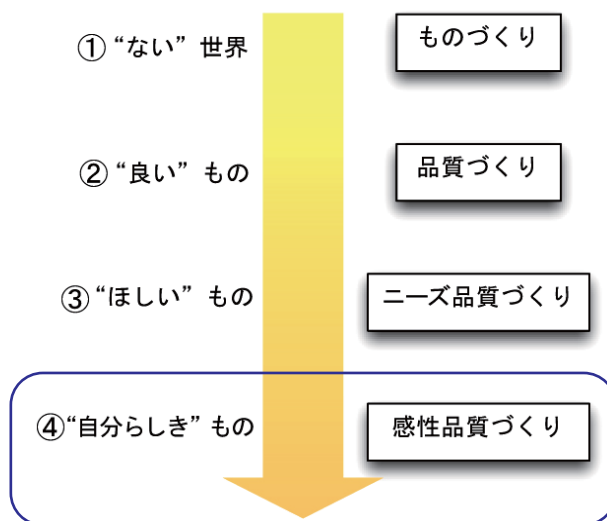 ①“ない”世界
ものづくり
②“良い”もの
品質づくり
③“ほしい”もの
ニーズ品質づくり
④“自分らしき”もの
感性品質づくり